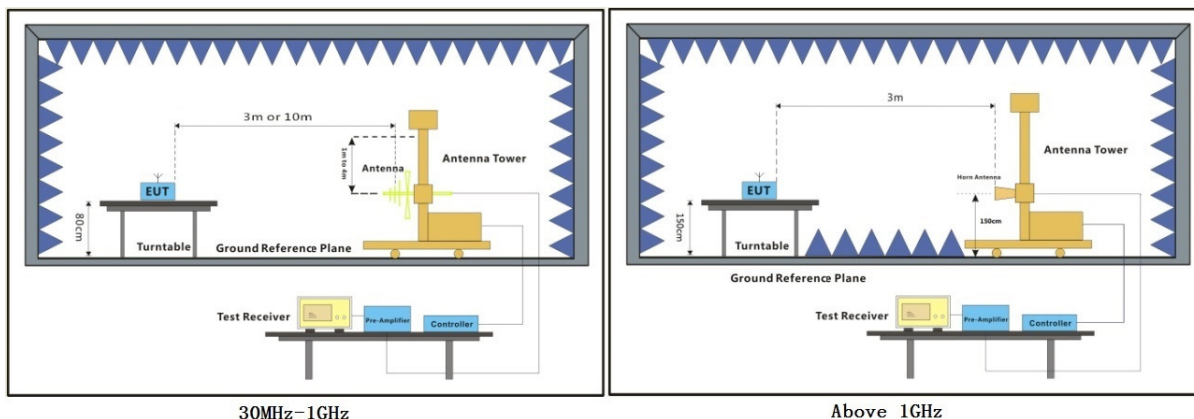 3m or 10m
1m to 4m
Antenna
Antenna Tower
EUT
80cm
Turntable
Ground Reference Plane
Test Receiver
Pre-Amplifier
Controller
30MHz-1GHz
3m
Antenna Tower
Horn Antenna
EUT
150cm
150cm
Turntable
Ground Reference Plane
Test Receiver
Pre-Amplifier
Controller
Above 1GHz